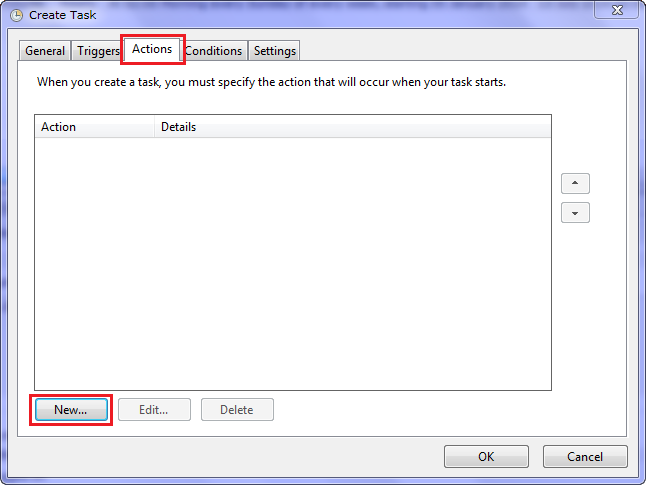 Create Task
General Triggers Actions Conditions Settings
When you create a task, you must specify the action that will occur when your task starts.
Action Details
New... Edit... Delete
OK Cancel